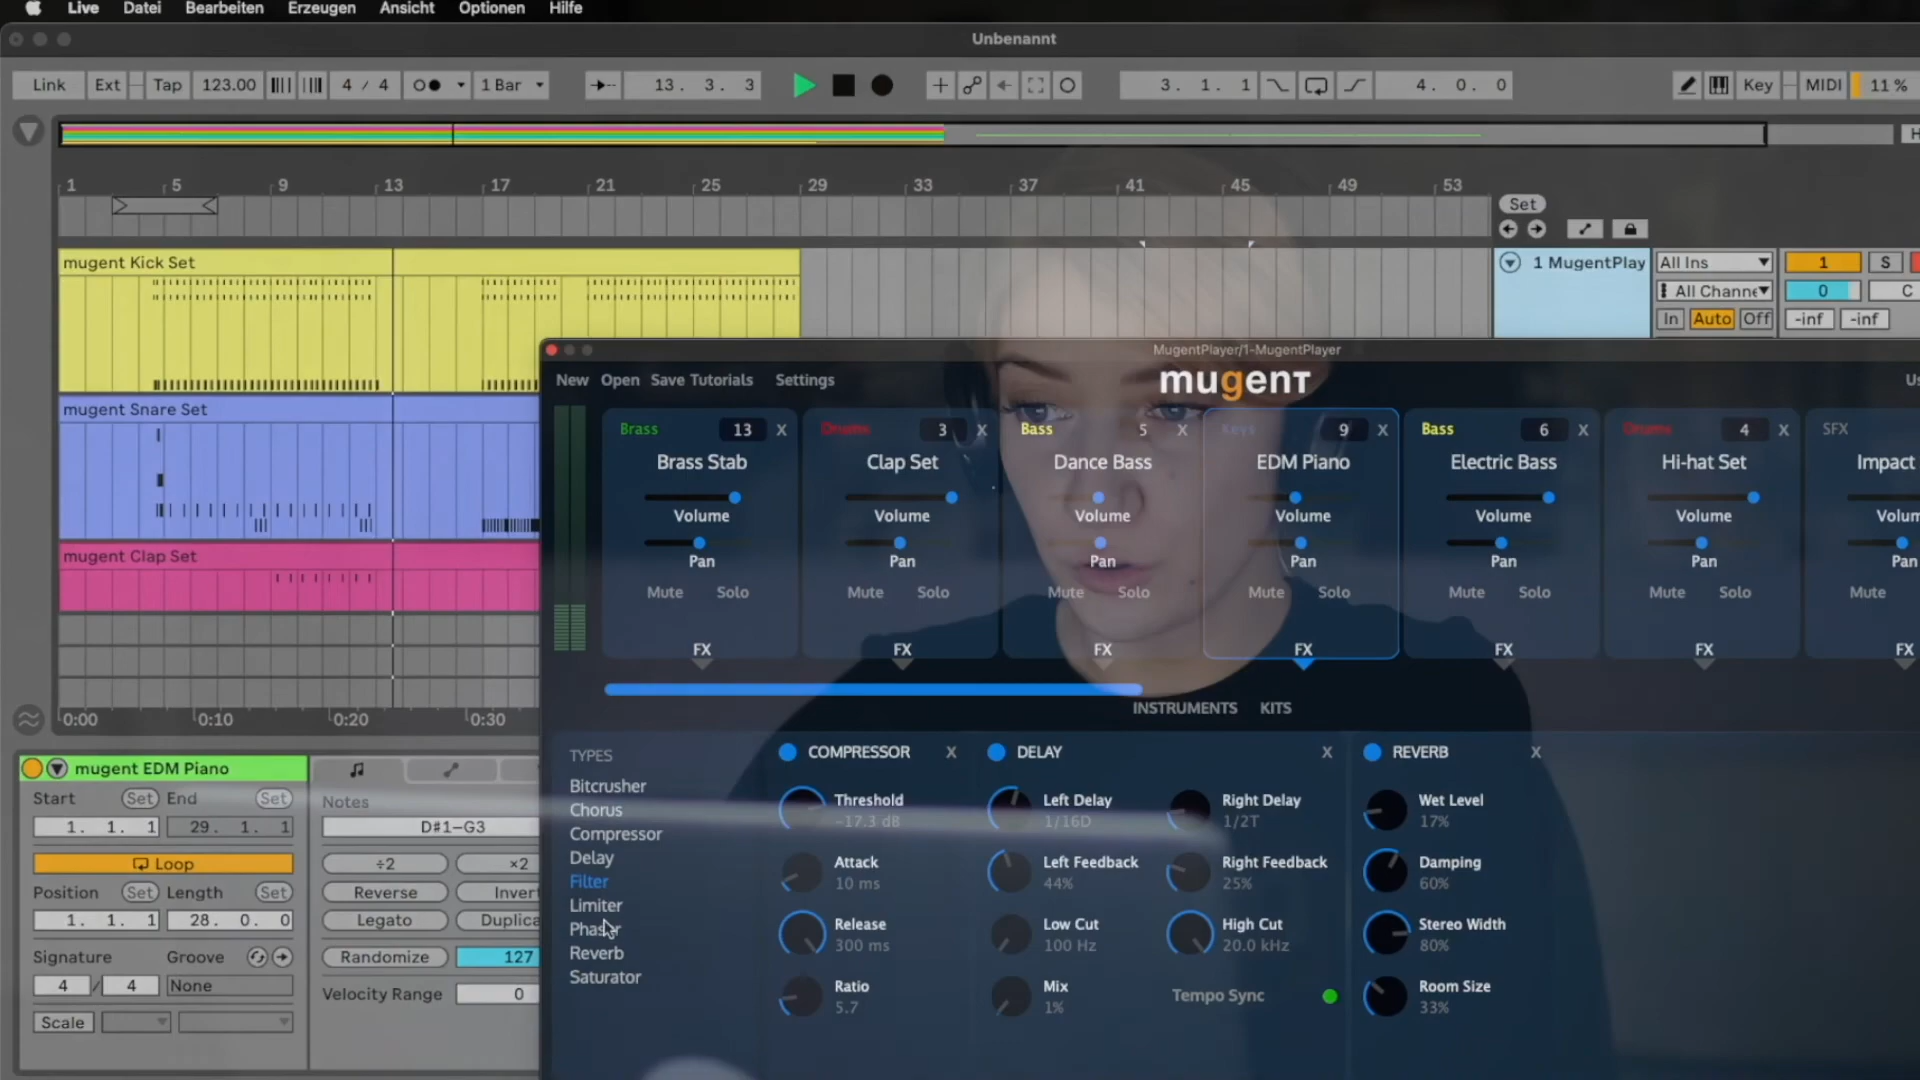 Live Datei Bearbeiten Erzeugen Ansicht Optionen Hilfe
Unbenannt
Link Ext Tap 123.00 4 / 4 1 Bar 13. 3. 3 3. 1. 1 4. 0. 0 Key MIDI 11 %
H
1 5 9 13 17 21 25 29 33 37 41 45 49 53
Set
mugent Kick Set
1 MugentPlay All Ins 1 S
All Channe 0 C
In Auto Off -inf -inf
MugentPlayer/1-MugentPlayer
New Open Save Tutorials Settings mugent Us
mugent Snare Set
Brass 13 X Drums 3 X Bass 5 X Keys 9 X Bass 6 X Drums 4 X SFX
Brass Stab Clap Set Dance Bass EDM Piano Electric Bass Hi-hat Set Impact
Volume Volume Volume Volume Volume Volume Volum
mugent Clap Set
Pan Pan Pan Pan Pan Pan Pan
Mute Solo Mute Solo Mute Solo Mute Solo Mute Solo Mute Solo Mute
FX FX FX FX FX FX FX
INSTRUMENTS KITS
0:00 0:10 0:20 0:30
mugent EDM Piano
Start Set End Set
1. 1. 1 29. 1. 1
Loop
Position Set Length Set
1. 1. 1 28. 0. 0
Signature Groove
4 / 4 None
Scale
Notes
D#1–G3
÷2 ×2
Reverse Invert
Legato Duplica
Randomize 127
Velocity Range 0
TYPES
Bitcrusher
Chorus
Compressor
Delay
Filter
Limiter
Phaser
Reverb
Saturator
COMPRESSOR X
Threshold
-17.3 dB
Attack
10 ms
Release
300 ms
Ratio
5.7
DELAY X
Left Delay Right Delay
1/16D 1/2T
Left Feedback Right Feedback
44% 25%
Low Cut High Cut
100 Hz 20.0 kHz
Mix Tempo Sync
1%
REVERB X
Wet Level
17%
Damping
60%
Stereo Width
80%
Room Size
33%